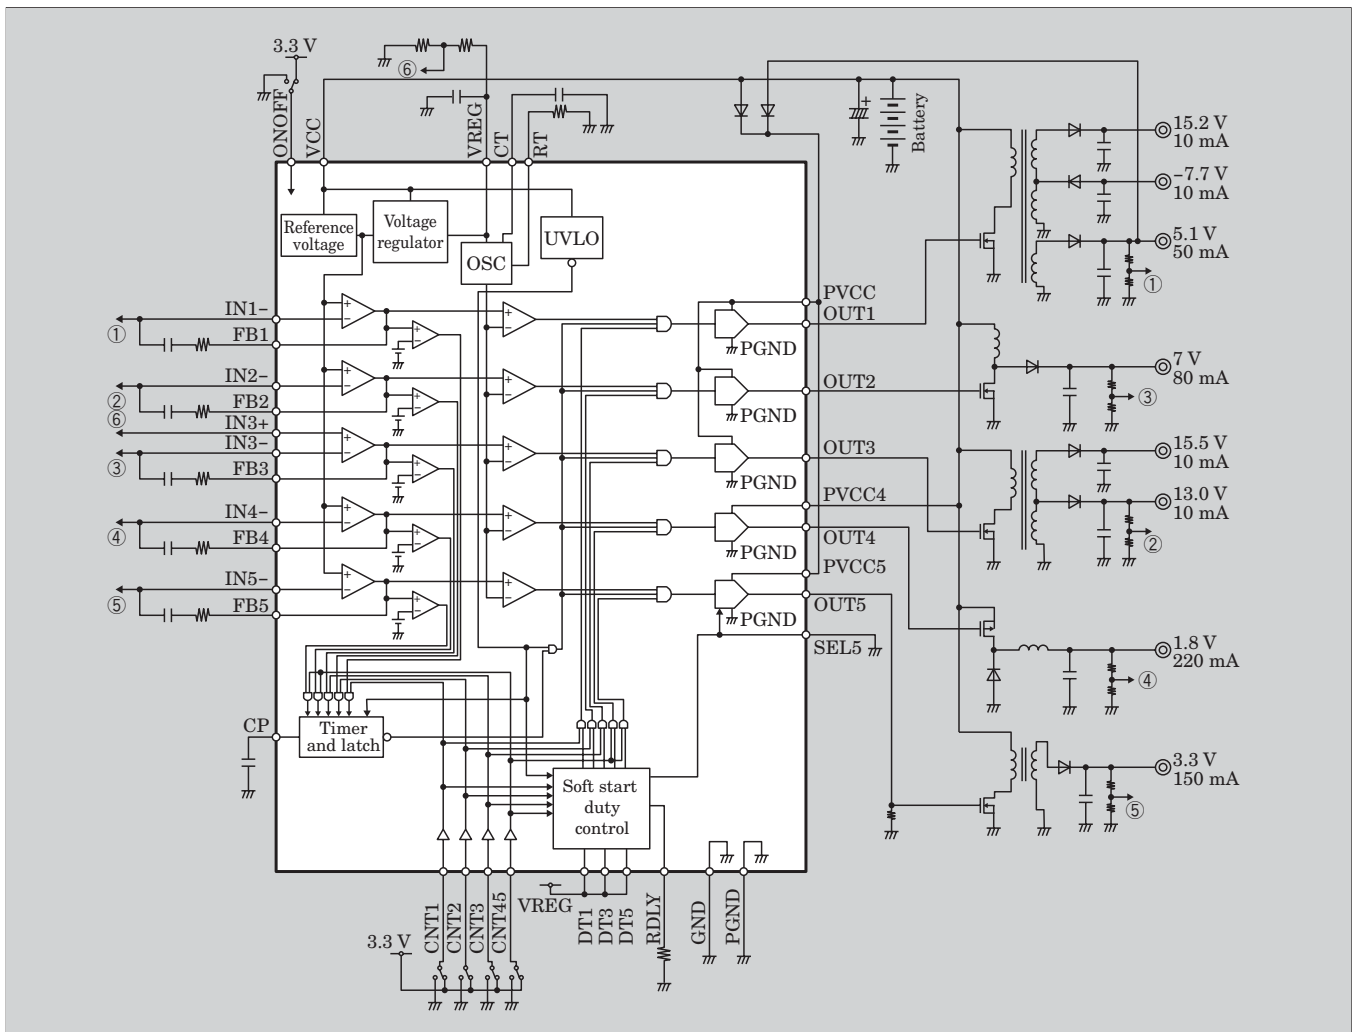 3.3 V
⑥
ONOFF
VCC
VREG
CT
RT
+
Battery
15.2 V
10 mA
−7.7 V
10 mA
5.1 V
50 mA
①
Reference
voltage
Voltage
regulator
OSC
UVLO
IN1−
①
FB1
IN2−
②
FB2
⑥
IN3+
IN3−
③
FB3
IN4−
④
FB4
IN5−
⑤
FB5
+
−
+
−
+
−
+
−
+
−
+
−
+
−
+
−
+
−
+
−
+
−
+
−
+
−
+
−
+
−
PVCC
OUT1
PGND
OUT2
PGND
OUT3
PGND
PVCC4
OUT4
PGND
PVCC5
OUT5
PGND
SEL5
7 V
80 mA
③
15.5 V
10 mA
13.0 V
10 mA
②
1.8 V
220 mA
④
3.3 V
150 mA
⑤
CP
Timer
and latch
Soft start
duty
control
3.3 V
CNT1
CNT2
CNT3
CNT45
VREG
DT1
DT3
DT5
RDLY
GND
PGND